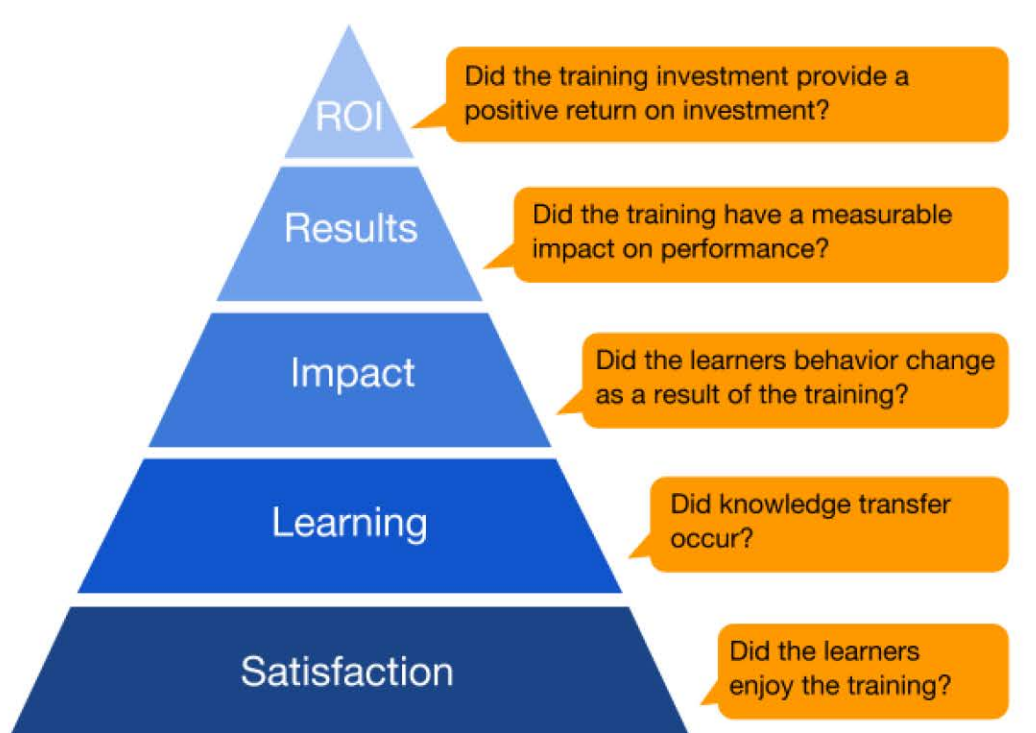 ROI
Did the training investment provide a
positive return on investment?
Results
Did the training have a measurable
impact on performance?
Impact
Did the learners behavior change
as a result of the training?
Learning
Did knowledge transfer
occur?
Satisfaction
Did the learners
enjoy the training?